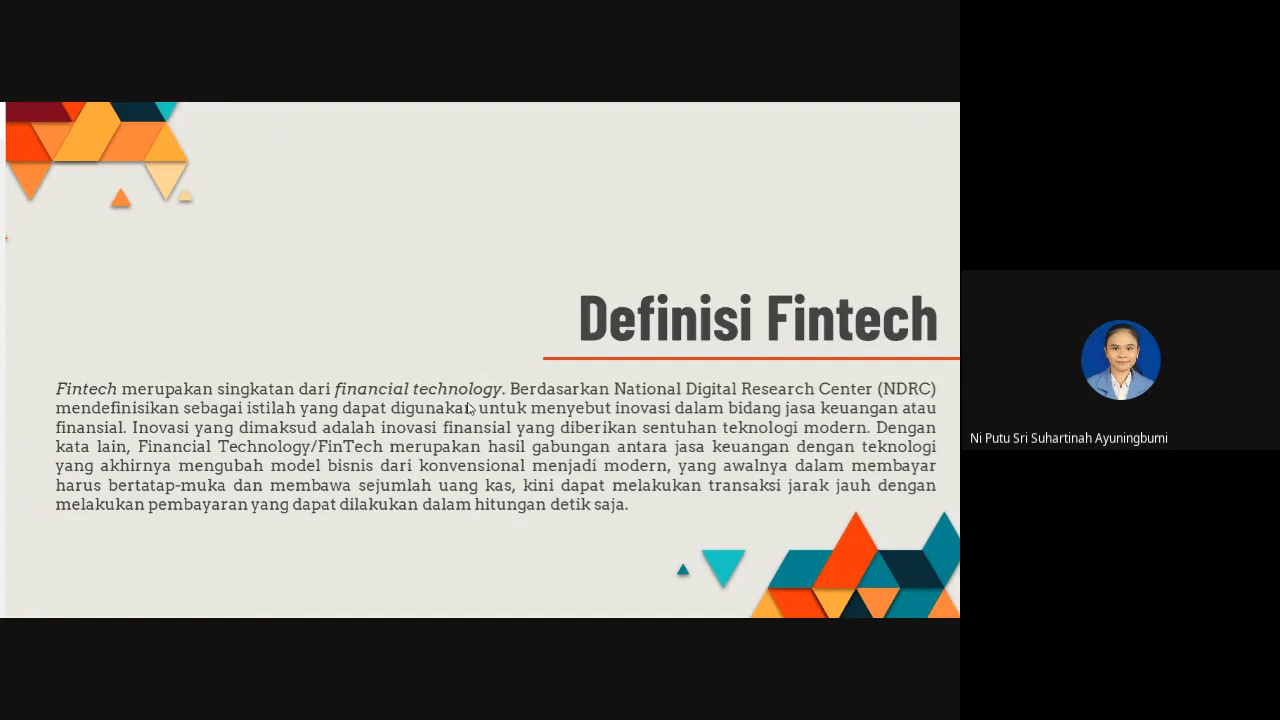 Definisi Fintech
Fintech merupakan singkatan dari financial technology. Berdasarkan National Digital Research Center (NDRC)
mendefinisikan sebagai istilah yang dapat digunakan untuk menyebut inovasi dalam bidang jasa keuangan atau
finansial. Inovasi yang dimaksud adalah inovasi finansial yang diberikan sentuhan teknologi modern. Dengan
kata lain, Financial Technology/FinTech merupakan hasil gabungan antara jasa keuangan dengan teknologi
yang akhirnya mengubah model bisnis dari konvensional menjadi modern, yang awalnya dalam membayar
harus bertatap-muka dan membawa sejumlah uang kas, kini dapat melakukan transaksi jarak jauh dengan
melakukan pembayaran yang dapat dilakukan dalam hitungan detik saja.
Ni Putu Sri Suhartinah Ayuningbumi